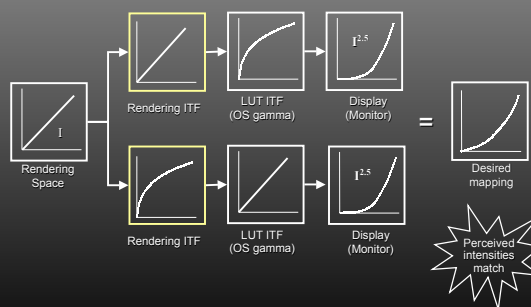 I
Rendering
Space
Rendering ITF
LUT ITF
(OS gamma)
I2.5
Display
(Monitor)
Rendering ITF
LUT ITF
(OS gamma)
I2.5
Display
(Monitor)
=
Desired
mapping
Perceived
intensities
match